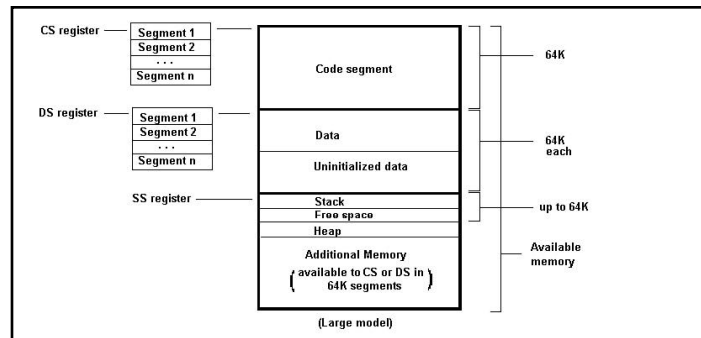 CS register
Segment 1
Segment 2
. . .
Segment n
Code segment
64K
DS register
Segment 1
Segment 2
. . .
Segment n
Data
Uninitialized data
64K
each
SS register
Stack
Free space
up to 64K
Heap
Available
memory
Additional Memory
( available to CS or DS in )
64K segments
(Large model)